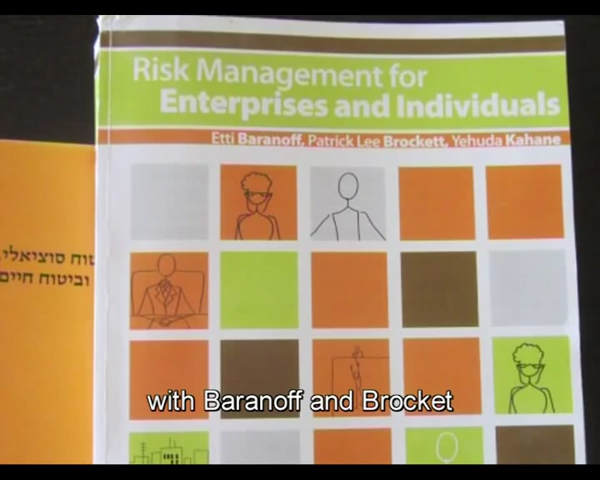 Risk Management for
Enterprises and Individuals
Etti Baranoff, Patrick Lee Brockett, Yehuda Kahane
סוציאלי
וביטוח חיים
with Baranoff and Brocket